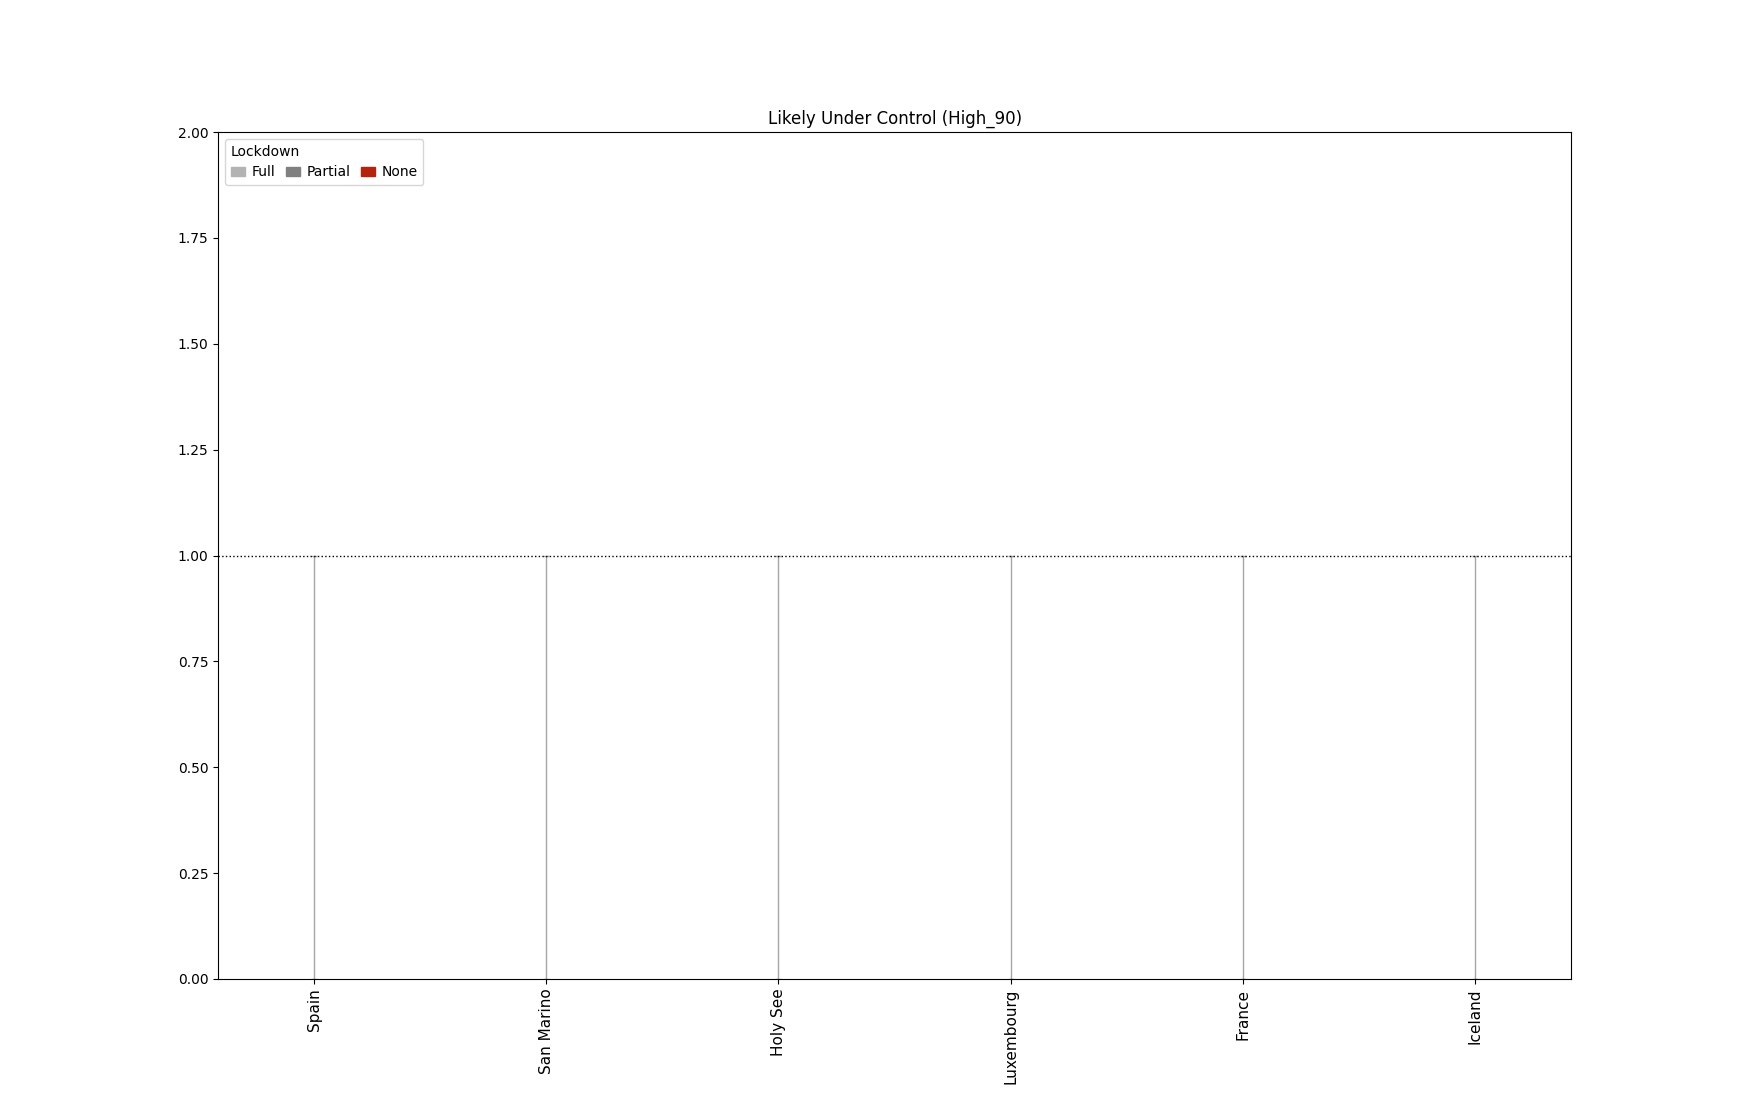 Likely Under Control (High_90)
Lockdown
Full Partial None
2.00
1.75
1.50
1.25
1.00
0.75
0.50
0.25
0.00
Spain
San Marino
Holy See
Luxembourg
France
Iceland